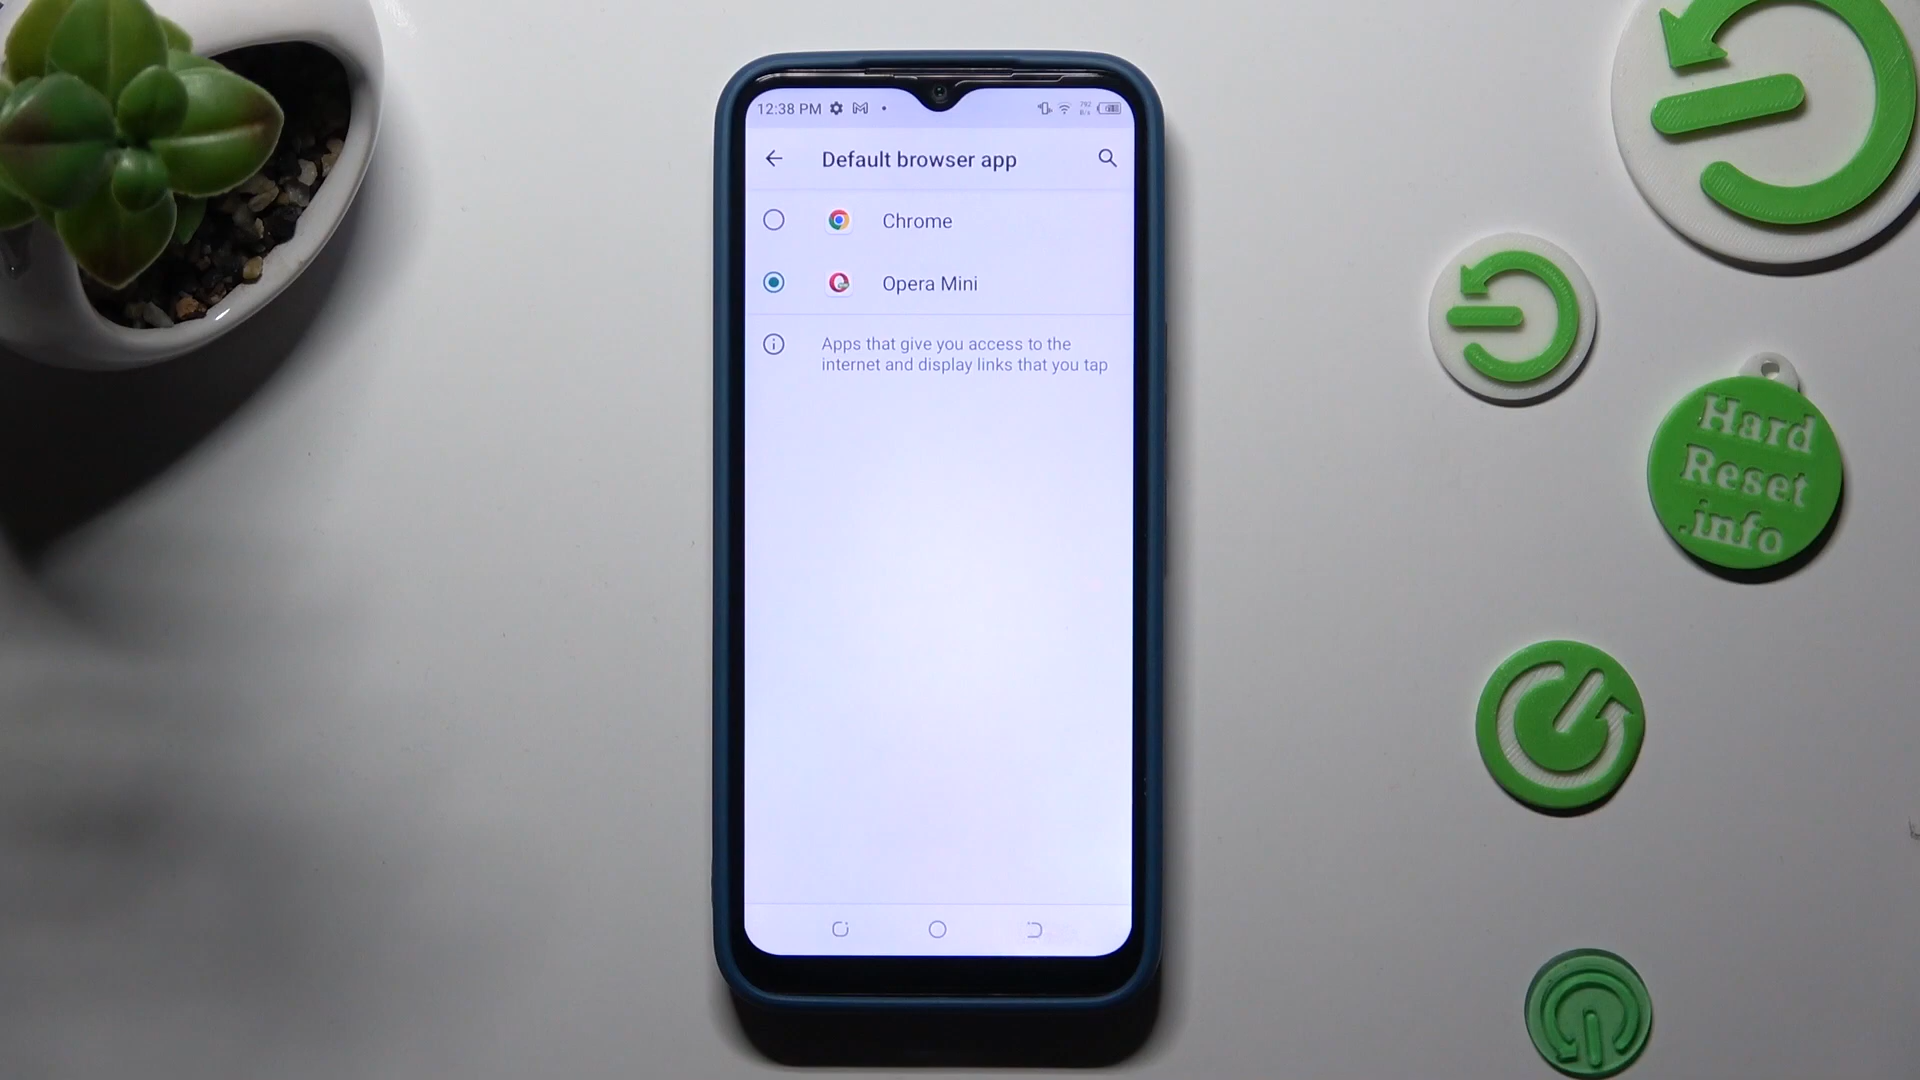 12:38 PM
792
B/s
Default browser app
Chrome
Opera Mini
Apps that give you access to the
internet and display links that you tap
Hard
Reset
.info